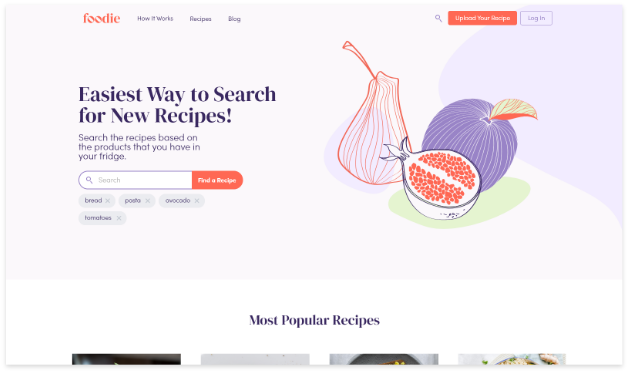 foodie How It Works Recipes Blog Upload Your Recipe Log In
Easiest Way to Search
for New Recipes!
Search the recipes based on
the products that you have in
your fridge.
Search Find a Recipe
bread pasta avocado
tomatoes
Most Popular Recipes